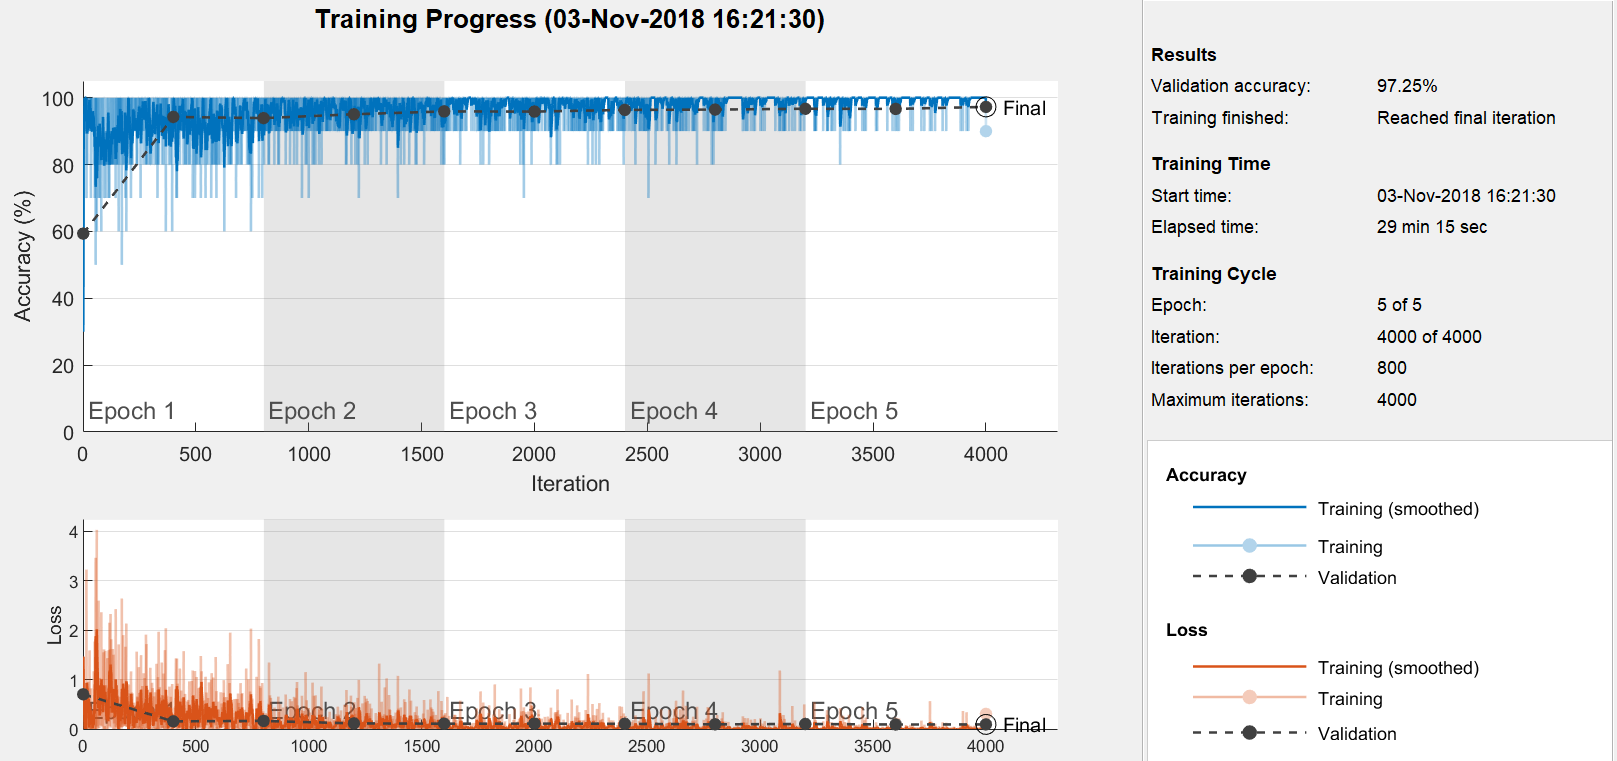 Training Progress (03-Nov-2018 16:21:30)
100
80
60
40
20
0
Accuracy (%)
Final
Epoch 1
Epoch 2
Epoch 3
Epoch 4
Epoch 5
0 500 1000 1500 2000 2500 3000 3500 4000
Iteration
4
3
2
1
0
Loss
Epoch 2
Epoch 3
Epoch 4
Epoch 5
Final
0 500 1000 1500 2000 2500 3000 3500 4000
Results
Validation accuracy: 97.25%
Training finished: Reached final iteration
Training Time
Start time: 03-Nov-2018 16:21:30
Elapsed time: 29 min 15 sec
Training Cycle
Epoch: 5 of 5
Iteration: 4000 of 4000
Iterations per epoch: 800
Maximum iterations: 4000
Accuracy
Training (smoothed)
Training
Validation
Loss
Training (smoothed)
Training
Validation